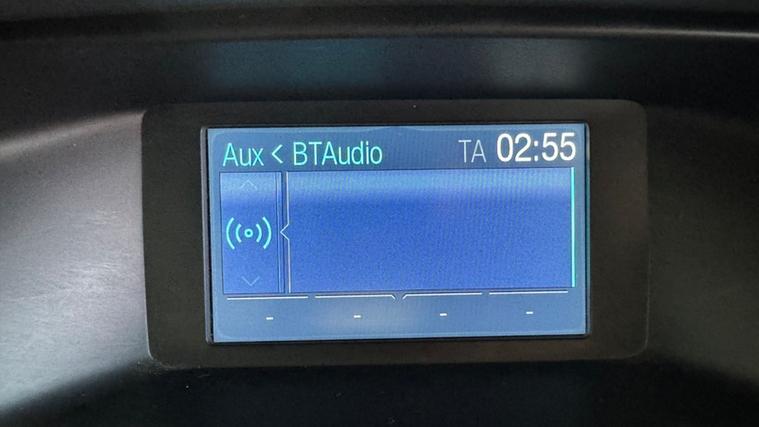 Aux < BTAudio TA 02:55
- - - -